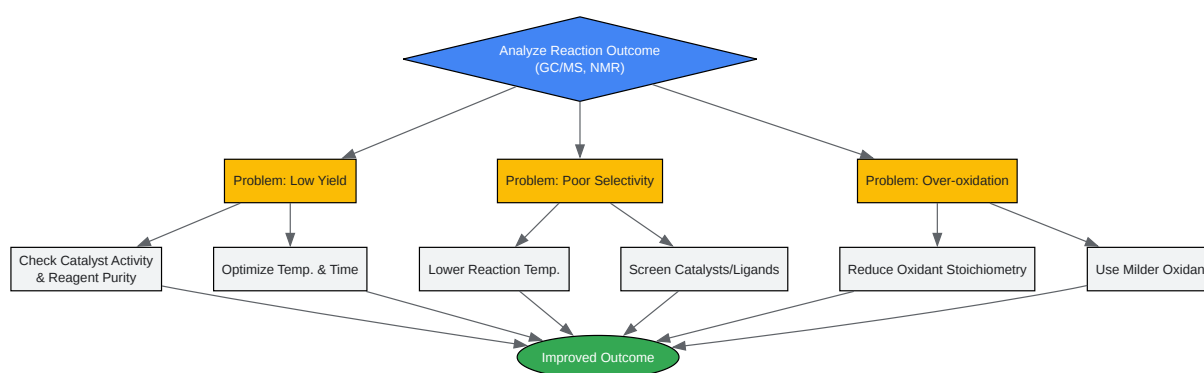 Analyze Reaction Outcome
(GC/MS, NMR)
Problem: Low Yield
Problem: Poor Selectivity
Problem: Over-oxidation
Check Catalyst Activity
& Reagent Purity
Optimize Temp. & Time
Lower Reaction Temp.
Screen Catalysts/Ligands
Reduce Oxidant Stoichiometry
Use Milder Oxidant
Improved Outcome